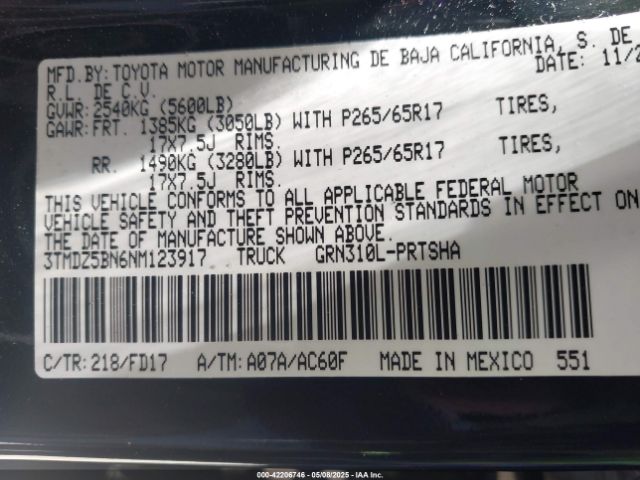 MFD.BY: TOYOTA MOTOR MANUFACTURING DE BAJA CALIFORNIA, S. DE
R.L. DE C.V. DATE: 11/2
GVWR: 2540KG (5600LB)
GAWR: FRT. 1385KG (3050LB) WITH P265/65R17 TIRES,
17X7.5J RIMS.
RR. 1490KG (3280LB) WITH P265/65R17 TIRES,
17X7.5J RIMS.
THIS VEHICLE CONFORMS TO ALL APPLICABLE FEDERAL MOTOR
VEHICLE SAFETY AND THEFT PREVENTION STANDARDS IN EFFECT ON
THE DATE OF MANUFACTURE SHOWN ABOVE.
3TMDZ5BN6NM123917 TRUCK GRN310L-PRTSHA
C/TR: 218/FD17 A/TM: A07A/AC60F MADE IN MEXICO 551
000-42206746 - 05/08/2025 - IAA Inc.